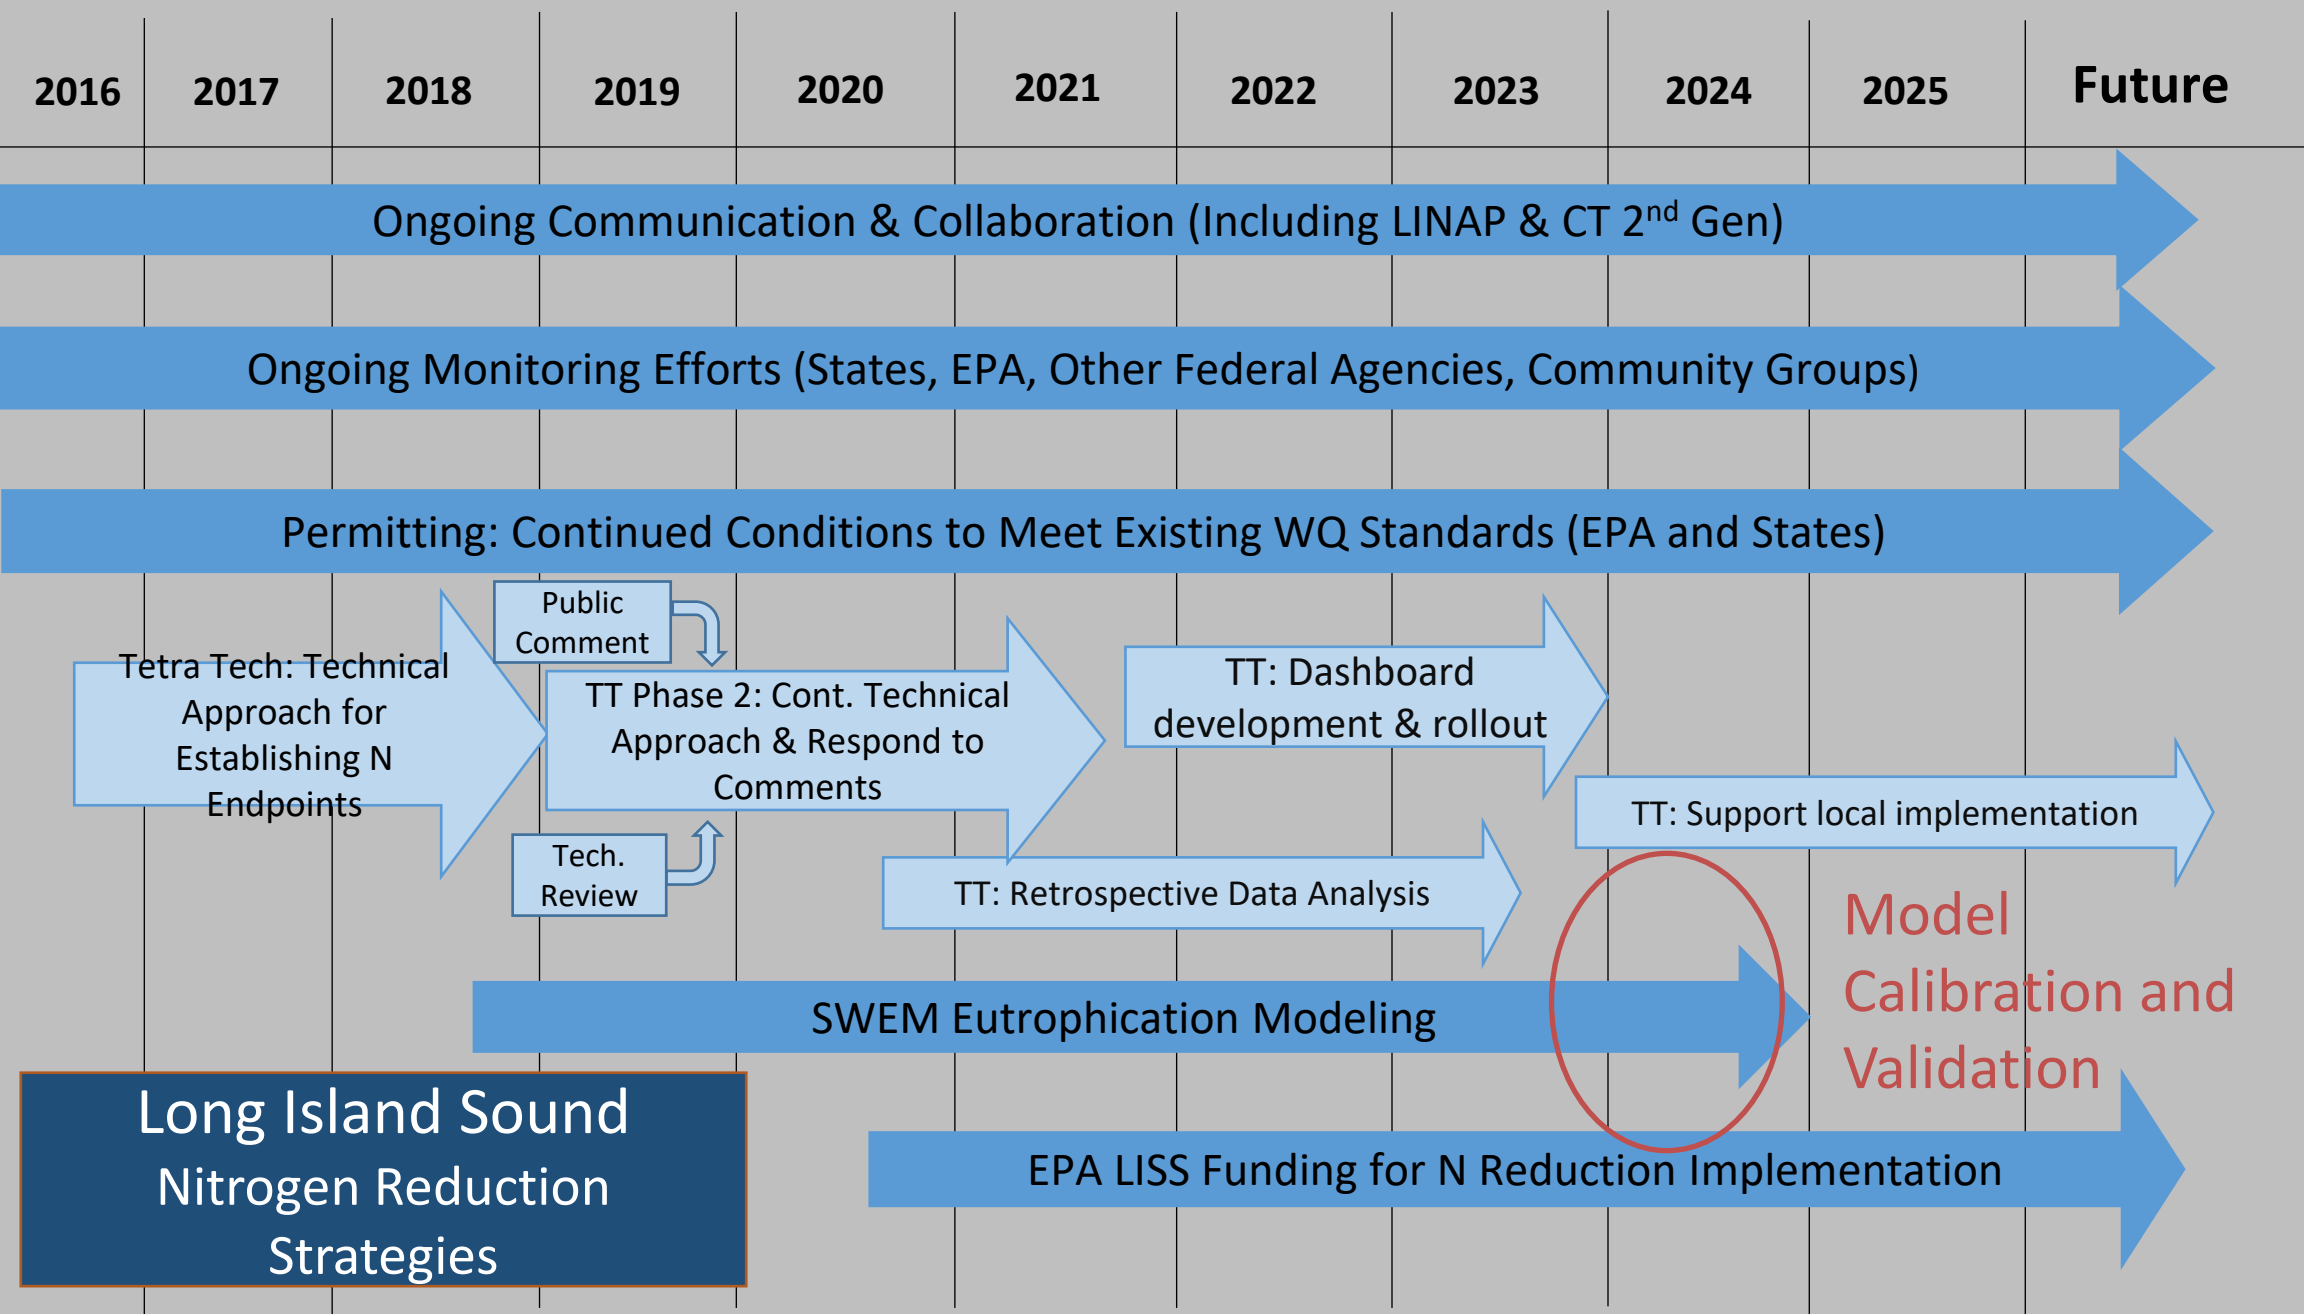 2016 2017 2018 2019 2020 2021 2022 2023 2024 2025 Future
Ongoing Communication & Collaboration (Including LINAP & CT 2nd Gen)
Ongoing Monitoring Efforts (States, EPA, Other Federal Agencies, Community Groups)
Permitting: Continued Conditions to Meet Existing WQ Standards (EPA and States)
Public
Comment
Tetra Tech: Technical
Approach for
Establishing N
Endpoints
TT Phase 2: Cont. Technical
Approach & Respond to
Comments
TT: Dashboard
development & rollout
TT: Support local implementation
Tech.
Review
TT: Retrospective Data Analysis
Model
Calibration and
Validation
SWEM Eutrophication Modeling
Long Island Sound
Nitrogen Reduction
Strategies
EPA LISS Funding for N Reduction Implementation